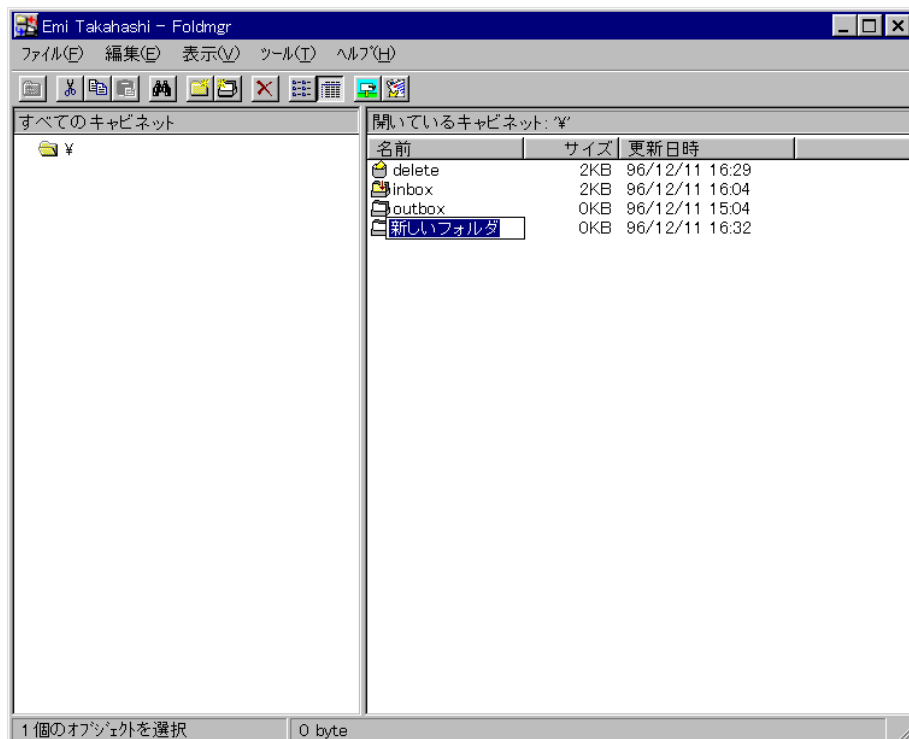 Emi Takahashi - Foldmgr
ﾌｧｲﾙ(F) 編集(E) 表示(V) ﾂｰﾙ(T) ﾍﾙﾌﾟ(H)
すべてのキャビネット
¥
開いているキャビネット: '¥'
名前 サイズ 更新日時
delete 2KB 96/12/11 16:29
inbox 2KB 96/12/11 16:04
outbox 0KB 96/12/11 15:04
新しいフォルダ 0KB 96/12/11 16:32
1個のｵﾌﾞｼﾞｪｸﾄを選択 0 byte